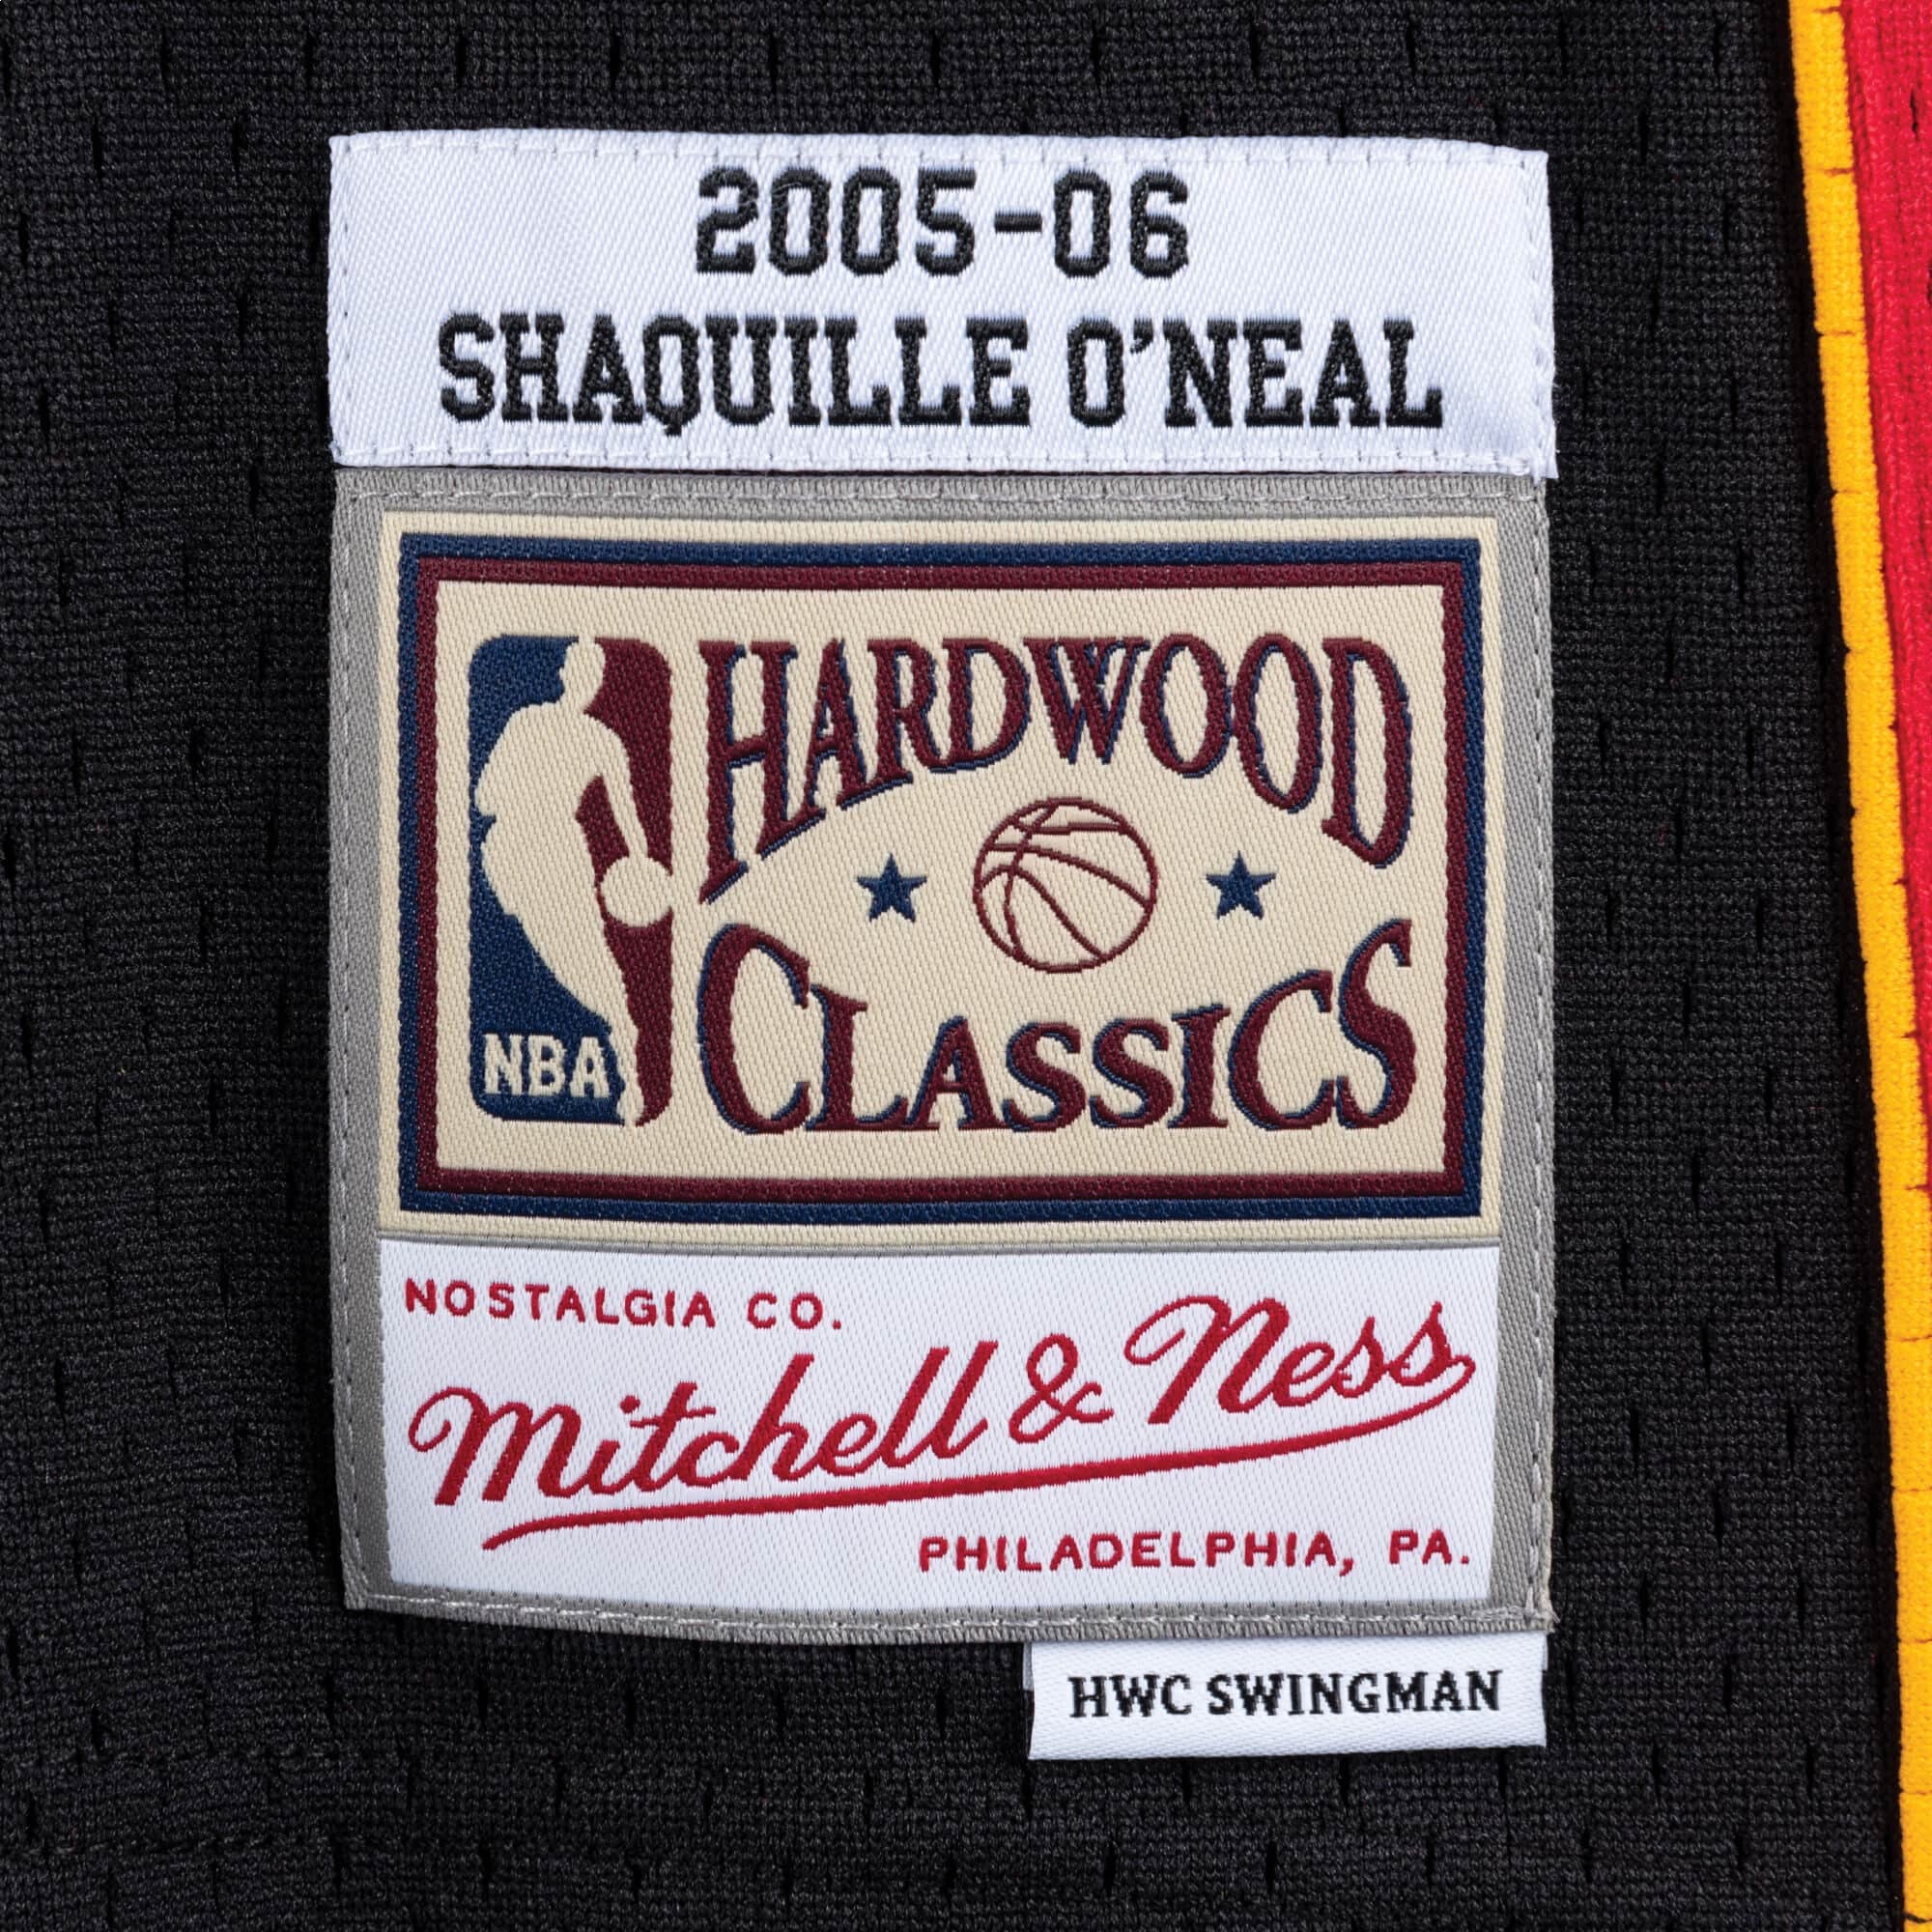 2005-06
SHAQUILLE O'NEAL
HARDWOOD
CLASSICS
NBA
NOSTALGIA CO.
Mitchell & Ness
PHILADELPHIA, PA.
HWC SWINGMAN